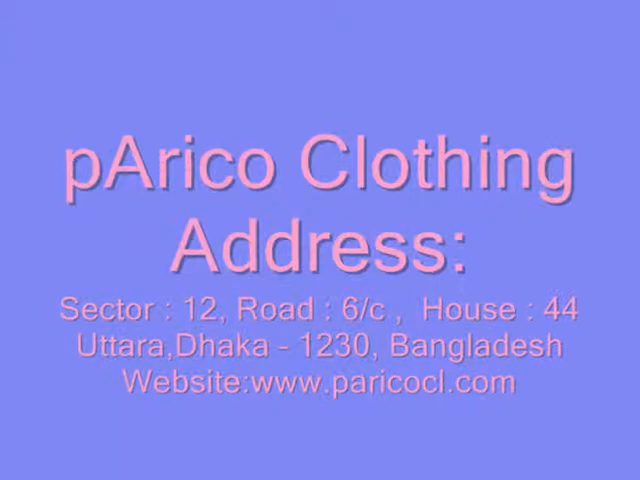 pArico Clothing
Address:
Sector : 12, Road : 6/c ,  House : 44
Uttara,Dhaka - 1230, Bangladesh
Website:www.paricocl.com